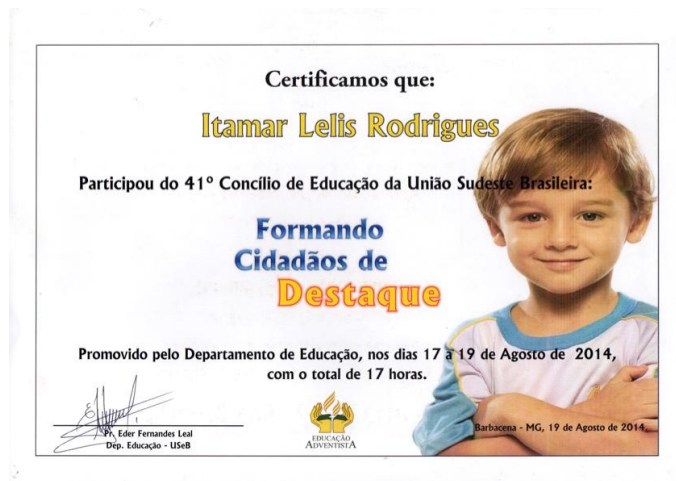 Certificamos que:
Itamar Lelis Rodrigues
Participou do 41º Concílio de Educação da União Sudeste Brasileira:
Formando
Cidadãos de
Destaque
Promovido pelo Departamento de Educação, nos dias 17 a 19 de Agosto de 2014,
com o total de 17 horas.
Pr. Eder Fernandes Leal
Dep. Educação - USeB
EDUCAÇÃO
ADVENTISTA
Barbacena - MG, 19 de Agosto de 2014.